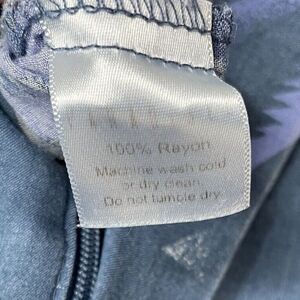 100% Rayon
Machine wash cold
or dry clean.
Do not tumble dry.